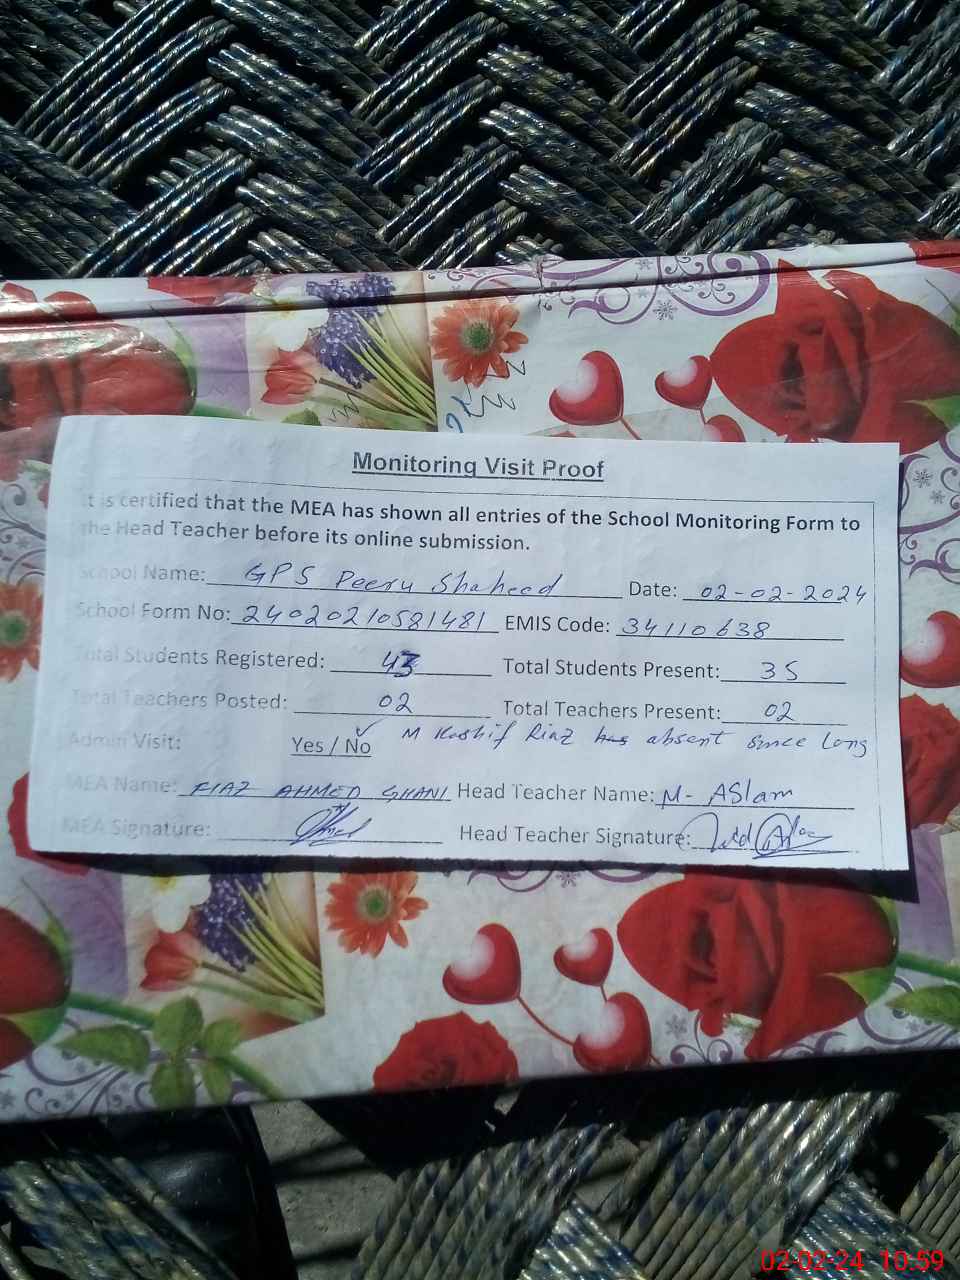 Monitoring Visit Proof
It is certified that the MEA has shown all entries of the School Monitoring Form to
the Head Teacher before its online submission.
School Name: GPS Peeru Shaheed Date: 02-02-2024
School Form No: 24020210581481 EMIS Code: 34110638
Total Students Registered: 43 Total Students Present: 35
Total Teachers Posted: 02 Total Teachers Present: 02
Admin Visit: Yes / No ✓ M Kashif Riaz has absent since long
MEA Name: FIAZ AHMED GHANI Head Teacher Name: M- ASlam
MEA Signature: Head Teacher Signature:
02-02-24 10:59